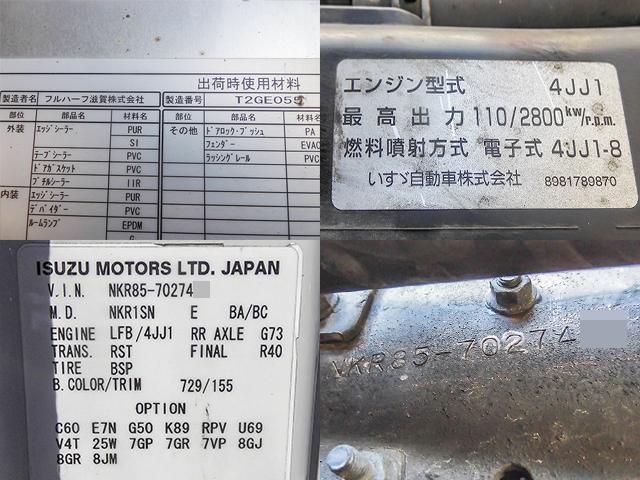 出荷時使用材料
製造者名 フルハーフ滋賀株式会社 製造番号 T2GE055
部位 部品名 材料名 部位 部品名 材料
外装 エッジシーラー PUR その他 ドアロック・ブッシュ PA
SI フェンダー EVAC
テープシーラー PVC ラッシングレール PVC
ドアガスケット PVC
ブチルシーラー IIR
内装 エッジシーラー PUR
デバイダー PVC
ルームランプ EPDM
エンジン型式 4JJ1
最高出力 110/2800kw/r.p.m.
燃料噴射方式 電子式 4JJ1-8
いすゞ自動車株式会社 8981789870
ISUZU MOTORS LTD. JAPAN
V.I.N. NKR85-70274
M.D. NKR1SN E BA/BC
ENGINE LFB/4JJ1 RR AXLE G73
TRANS. RST FINAL R40
TIRE BSP
B.COLOR/TRIM 729/155
OPTION
C60 E7N G50 K89 RPV U69
V4T 25W 7GP 7GR 7VP 8GJ
8GR 8JM
NKR85-70274